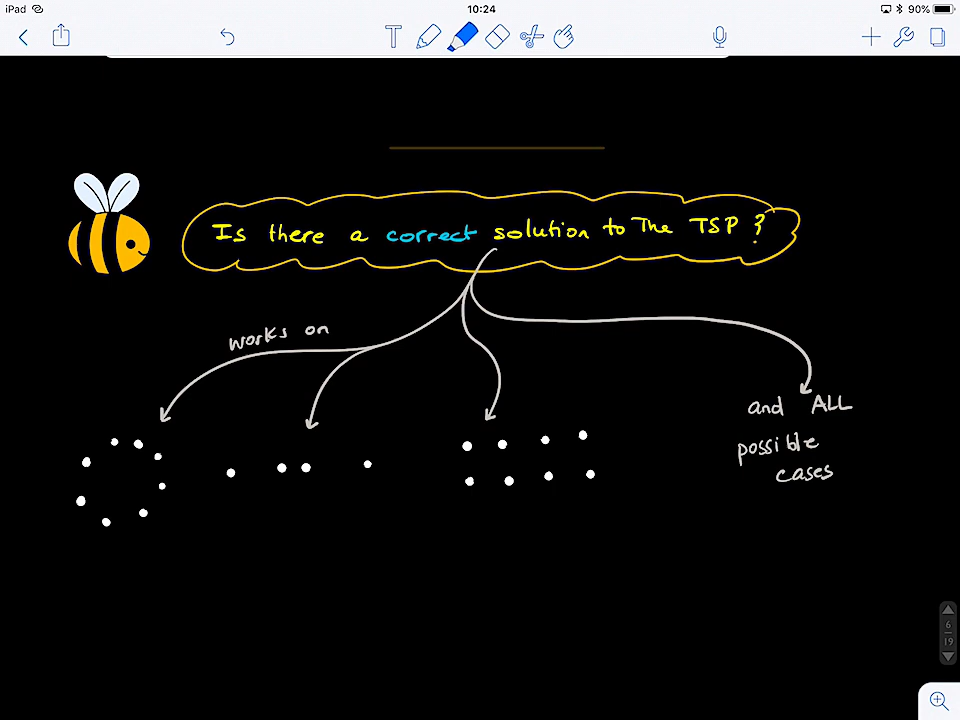 iPad 10:24 90%
T
Is there a correct solution to The TSP ?
works on
and ALL
possible
cases
6
19